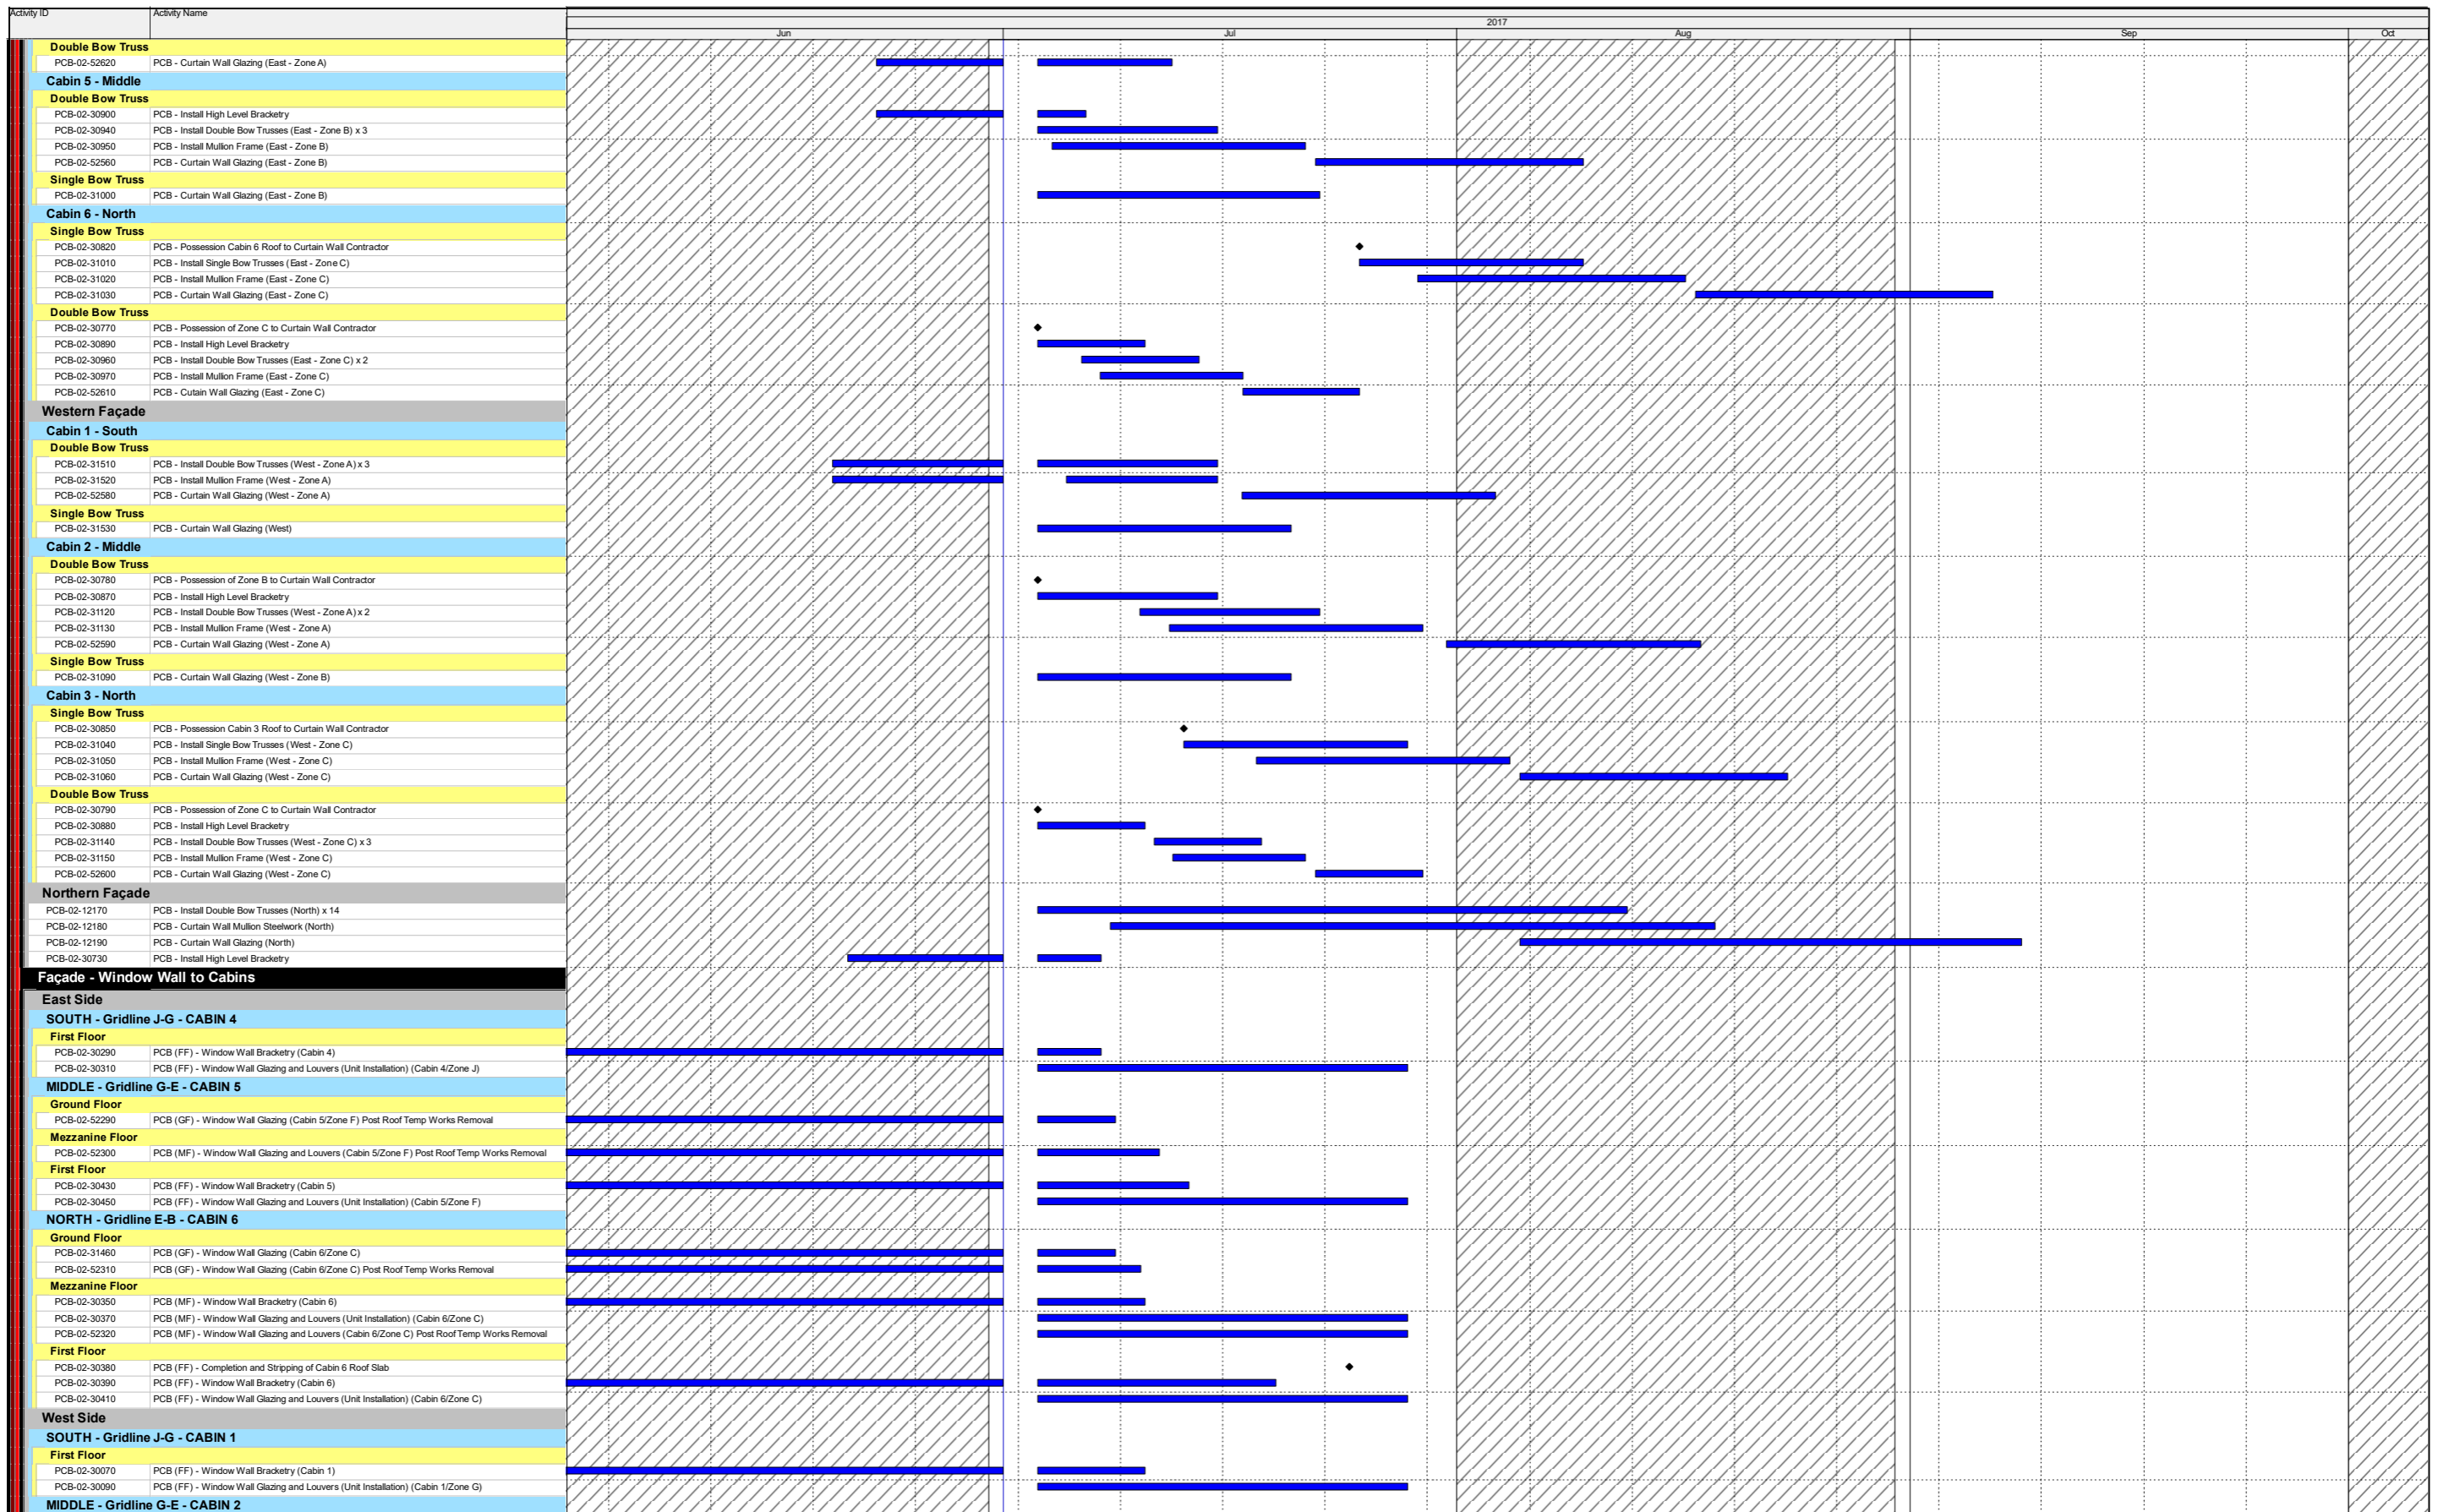 Activity ID Activity Name
2017
Jun Jul Aug Sep Oct
Double Bow Truss
PCB-02-52620 PCB - Curtain Wall Glazing (East - Zone A)
Cabin 5 - Middle
Double Bow Truss
PCB-02-30900 PCB - Install High Level Bracketry
PCB-02-30940 PCB - Install Double Bow Trusses (East - Zone B) x 3
PCB-02-30950 PCB - Install Mullion Frame (East - Zone B)
PCB-02-52560 PCB - Curtain Wall Glazing (East - Zone B)
Single Bow Truss
PCB-02-31000 PCB - Curtain Wall Glazing (East - Zone B)
Cabin 6 - North
Single Bow Truss
PCB-02-30820 PCB - Possession Cabin 6 Roof to Curtain Wall Contractor
PCB-02-31010 PCB - Install Single Bow Trusses (East - Zone C)
PCB-02-31020 PCB - Install Mullion Frame (East - Zone C)
PCB-02-31030 PCB - Curtain Wall Glazing (East - Zone C)
Double Bow Truss
PCB-02-30770 PCB - Possession of Zone C to Curtain Wall Contractor
PCB-02-30890 PCB - Install High Level Bracketry
PCB-02-30960 PCB - Install Double Bow Trusses (East - Zone C) x 2
PCB-02-30970 PCB - Install Mullion Frame (East - Zone C)
PCB-02-52610 PCB - Cutain Wall Glazing (East - Zone C)
Western Façade
Cabin 1 - South
Double Bow Truss
PCB-02-31510 PCB - Install Double Bow Trusses (West - Zone A) x 3
PCB-02-31520 PCB - Install Mullion Frame (West - Zone A)
PCB-02-52580 PCB - Curtain Wall Glazing (West - Zone A)
Single Bow Truss
PCB-02-31530 PCB - Curtain Wall Glazing (West)
Cabin 2 - Middle
Double Bow Truss
PCB-02-30780 PCB - Possession of Zone B to Curtain Wall Contractor
PCB-02-30870 PCB - Install High Level Bracketry
PCB-02-31120 PCB - Install Double Bow Trusses (West - Zone A) x 2
PCB-02-31130 PCB - Install Mullion Frame (West - Zone A)
PCB-02-52590 PCB - Curtain Wall Glazing (West - Zone A)
Single Bow Truss
PCB-02-31090 PCB - Curtain Wall Glazing (West - Zone B)
Cabin 3 - North
Single Bow Truss
PCB-02-30850 PCB - Possession Cabin 3 Roof to Curtain Wall Contractor
PCB-02-31040 PCB - Install Single Bow Trusses (West - Zone C)
PCB-02-31050 PCB - Install Mullion Frame (West - Zone C)
PCB-02-31060 PCB - Curtain Wall Glazing (West - Zone C)
Double Bow Truss
PCB-02-30790 PCB - Possession of Zone C to Curtain Wall Contractor
PCB-02-30880 PCB - Install High Level Bracketry
PCB-02-31140 PCB - Install Double Bow Trusses (West - Zone C) x 3
PCB-02-31150 PCB - Install Mullion Frame (West - Zone C)
PCB-02-52600 PCB - Curtain Wall Glazing (West - Zone C)
Northern Façade
PCB-02-12170 PCB - Install Double Bow Trusses (North) x 14
PCB-02-12180 PCB - Curtain Wall Mullion Steelwork (North)
PCB-02-12190 PCB - Curtain Wall Glazing (North)
PCB-02-30730 PCB - Install High Level Bracketry
Façade - Window Wall to Cabins
East Side
SOUTH - Gridline J-G - CABIN 4
First Floor
PCB-02-30290 PCB (FF) - Window Wall Bracketry (Cabin 4)
PCB-02-30310 PCB (FF) - Window Wall Glazing and Louvers (Unit Installation) (Cabin 4/Zone J)
MIDDLE - Gridline G-E - CABIN 5
Ground Floor
PCB-02-52290 PCB (GF) - Window Wall Glazing (Cabin 5/Zone F) Post Roof Temp Works Removal
Mezzanine Floor
PCB-02-52300 PCB (MF) - Window Wall Glazing and Louvers (Cabin 5/Zone F) Post Roof Temp Works Removal
First Floor
PCB-02-30430 PCB (FF) - Window Wall Bracketry (Cabin 5)
PCB-02-30450 PCB (FF) - Window Wall Glazing and Louvers (Unit Installation) (Cabin 5/Zone F)
NORTH - Gridline E-B - CABIN 6
Ground Floor
PCB-02-31460 PCB (GF) - Window Wall Glazing (Cabin 6/Zone C)
PCB-02-52310 PCB (GF) - Window Wall Glazing (Cabin 6/Zone C) Post Roof Temp Works Removal
Mezzanine Floor
PCB-02-30350 PCB (MF) - Window Wall Bracketry (Cabin 6)
PCB-02-30370 PCB (MF) - Window Wall Glazing and Louvers (Unit Installation) (Cabin 6/Zone C)
PCB-02-52320 PCB (MF) - Window Wall Glazing and Louvers (Cabin 6/Zone C) Post Roof Temp Works Removal
First Floor
PCB-02-30380 PCB (FF) - Completion and Stripping of Cabin 6 Roof Slab
PCB-02-30390 PCB (FF) - Window Wall Bracketry (Cabin 6)
PCB-02-30410 PCB (FF) - Window Wall Glazing and Louvers (Unit Installation) (Cabin 6/Zone C)
West Side
SOUTH - Gridline J-G - CABIN 1
First Floor
PCB-02-30070 PCB (FF) - Window Wall Bracketry (Cabin 1)
PCB-02-30090 PCB (FF) - Window Wall Glazing and Louvers (Unit Installation) (Cabin 1/Zone G)
MIDDLE - Gridline G-E - CABIN 2